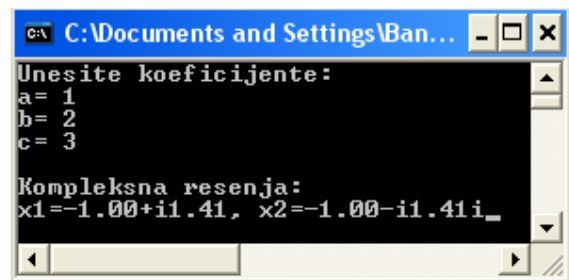 C:\Documents and Settings\Ban...
Unesite koeficijente:
a= 1
b= 2
c= 3
Kompleksna resenja:
x1=-1.00+i1.41, x2=-1.00-i1.41i_